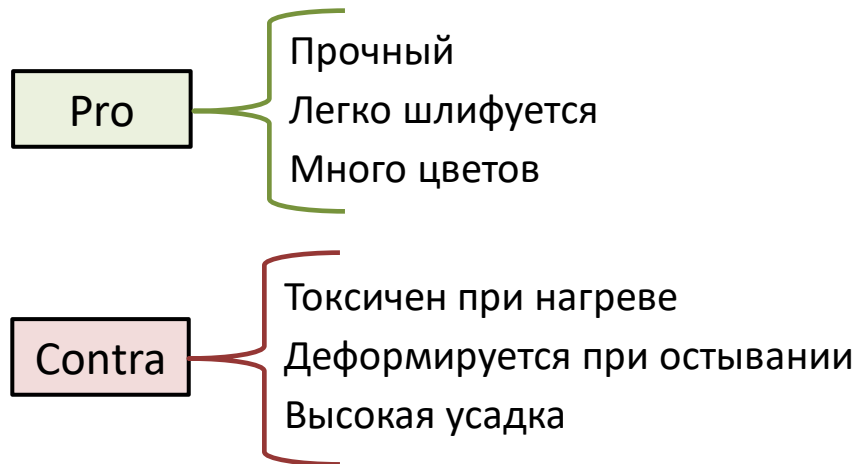 Pro
Прочный
Легко шлифуется
Много цветов
Contra
Токсичен при нагреве
Деформируется при остывании
Высокая усадка